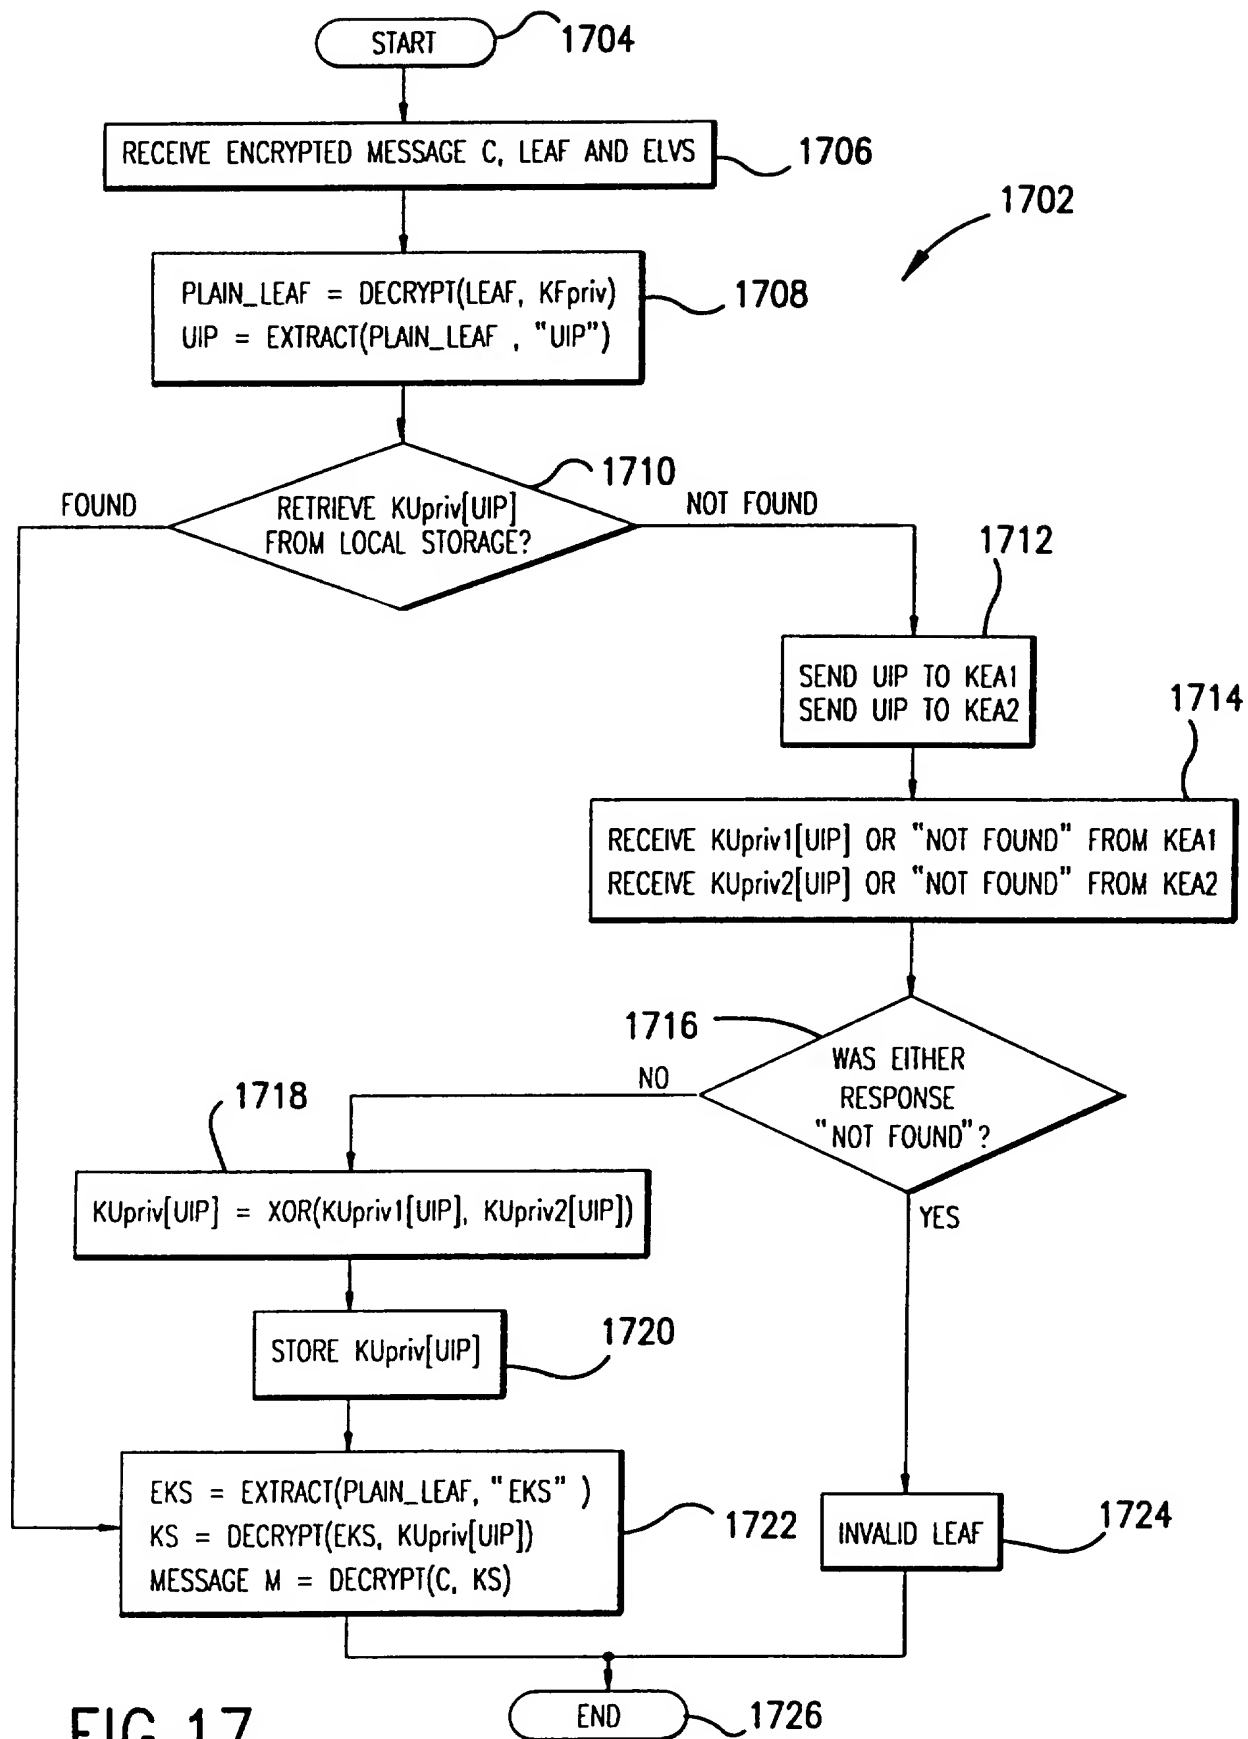 START
1704
RECEIVE ENCRYPTED MESSAGE C, LEAF AND ELVS
1706
1702
PLAIN_LEAF = DECRYPT(LEAF, KFpriv)
UIP = EXTRACT(PLAIN_LEAF , "UIP")
1708
1710
RETRIEVE KUpriv[UIP]
FROM LOCAL STORAGE?
FOUND
NOT FOUND
1712
SEND UIP TO KEA1
SEND UIP TO KEA2
1714
RECEIVE KUpriv1[UIP] OR "NOT FOUND" FROM KEA1
RECEIVE KUpriv2[UIP] OR "NOT FOUND" FROM KEA2
1716
WAS EITHER
RESPONSE
"NOT FOUND"?
NO
YES
1718
KUpriv[UIP] = XOR(KUpriv1[UIP], KUpriv2[UIP])
STORE KUpriv[UIP]
1720
EKS = EXTRACT(PLAIN_LEAF, "EKS" )
KS = DECRYPT(EKS, KUpriv[UIP])
MESSAGE M = DECRYPT(C, KS)
1722
INVALID LEAF
1724
END
1726
FIG. 17